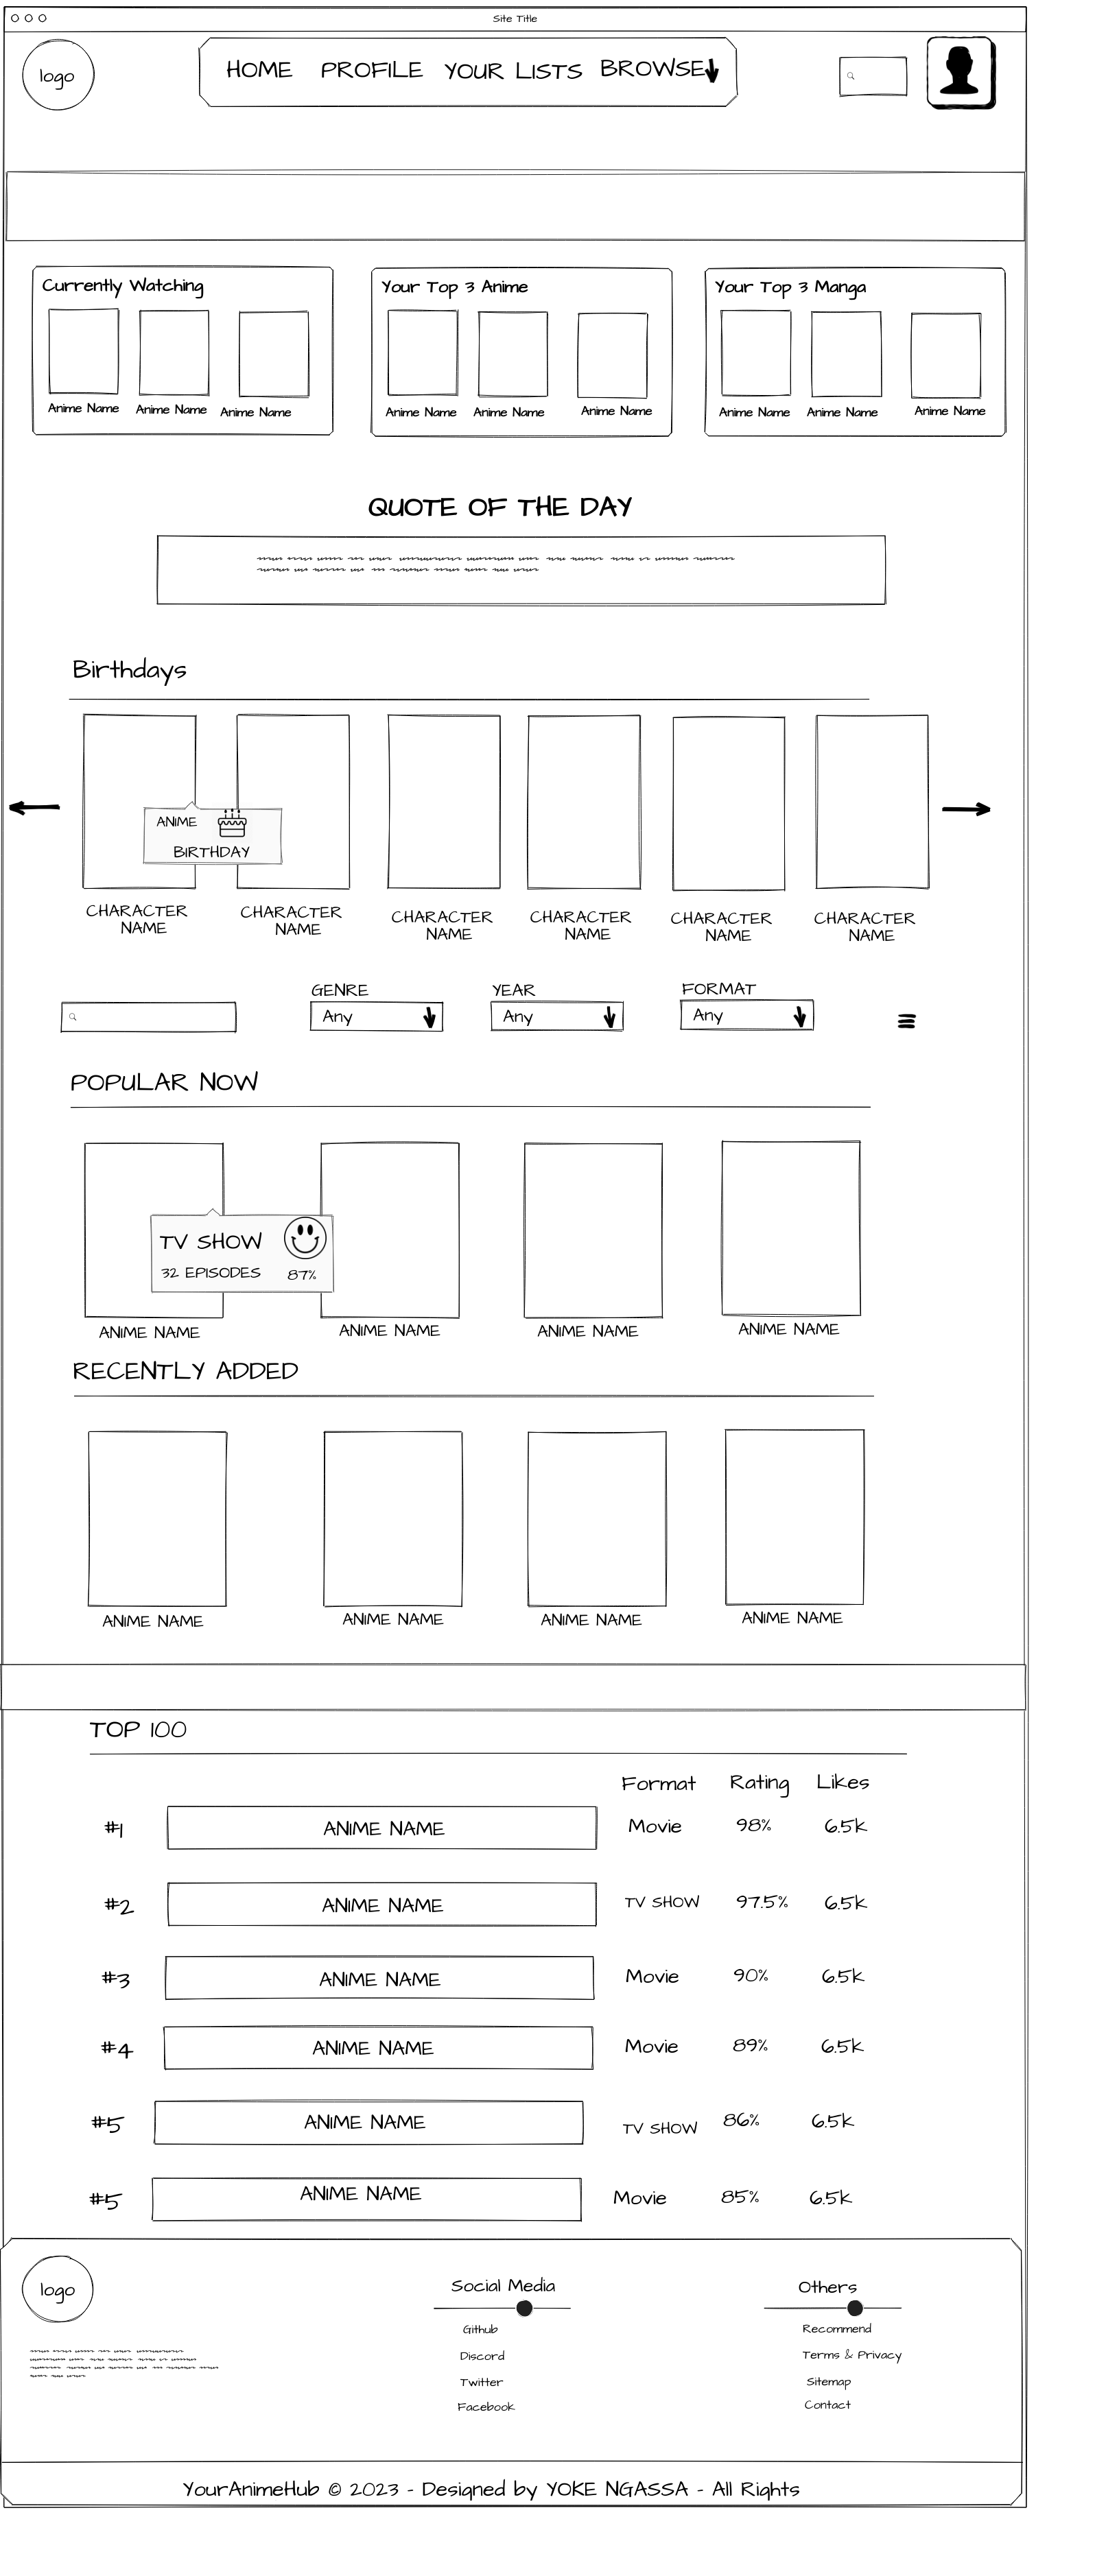 Site Title
logo
HOME PROFILE YOUR LISTS BROWSE
Currently Watching
Anime Name Anime Name Anime Name
Your Top 3 Anime
Anime Name Anime Name Anime Name
Your Top 3 Manga
Anime Name Anime Name Anime Name
QUOTE OF THE DAY
Birthdays
ANIME
BIRTHDAY
CHARACTER
NAME
CHARACTER
NAME
CHARACTER
NAME
CHARACTER
NAME
CHARACTER
NAME
CHARACTER
NAME
GENRE
Any
YEAR
Any
FORMAT
Any
POPULAR NOW
TV SHOW
32 EPISODES 87%
ANIME NAME ANIME NAME ANIME NAME ANIME NAME
RECENTLY ADDED
ANIME NAME ANIME NAME ANIME NAME ANIME NAME
TOP 100
Format Rating Likes
#1 ANIME NAME Movie 98% 6.5k
#2 ANIME NAME TV SHOW 97.5% 6.5k
#3 ANIME NAME Movie 90% 6.5k
#4 ANIME NAME Movie 89% 6.5k
#5 ANIME NAME TV SHOW 86% 6.5k
#5 ANIME NAME Movie 85% 6.5k
logo
Social Media
Github
Discord
Twitter
Facebook
Others
Recommend
Terms & Privacy
Sitemap
Contact
YourAnimeHub © 2023 - Designed by YOKE NGASSA - All Rights